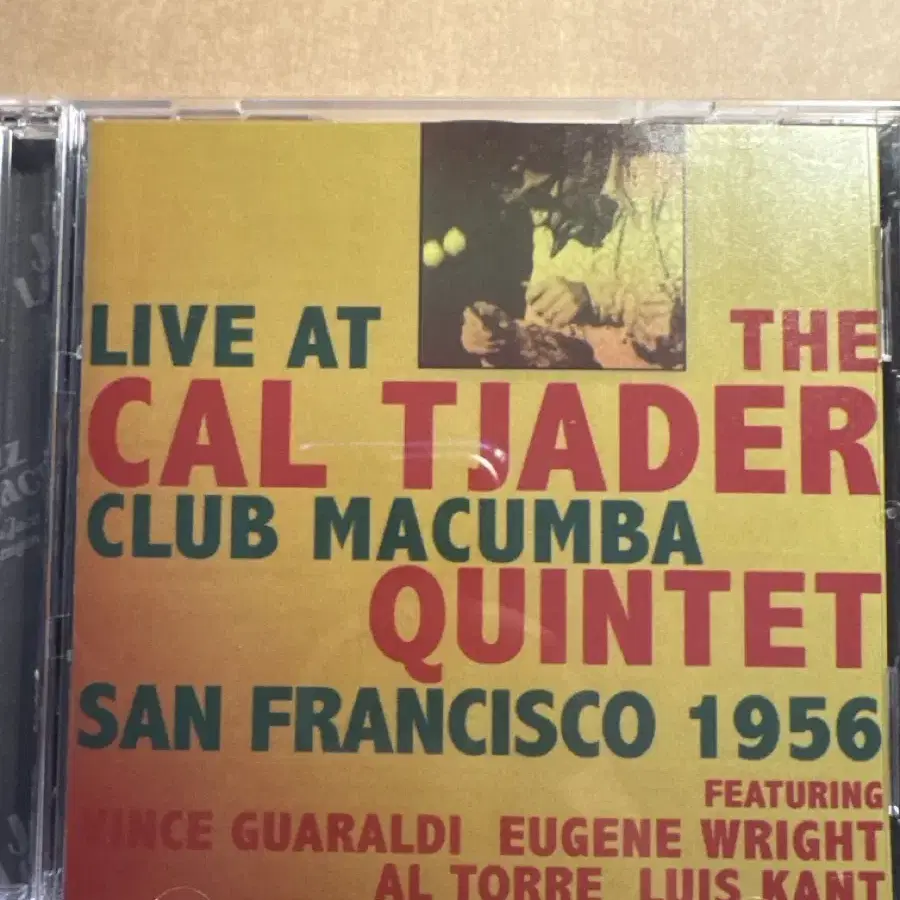 LIVE AT THE
CAL TJADER
CLUB MACUMBA
QUINTET
SAN FRANCISCO 1956
FEATURING
VINCE GUARALDI EUGENE WRIGHT
AL TORRE LUIS KANT